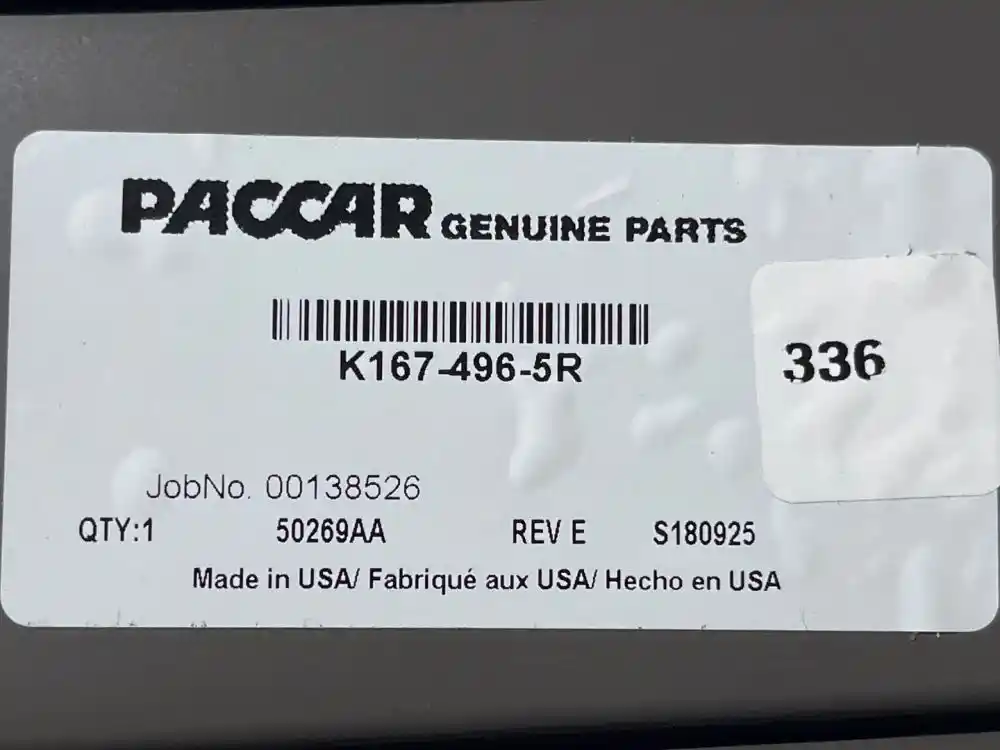 PACCAR GENUINE PARTS
K167-496-5R
336
JobNo. 00138526
QTY:1 50269AA REV E S180925
Made in USA/ Fabriqué aux USA/ Hecho en USA